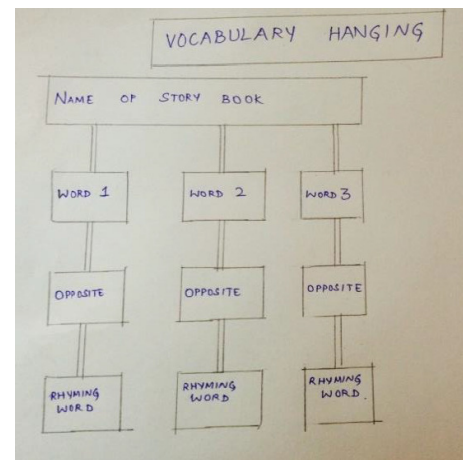 VOCABULARY HANGING
NAME OF STORY BOOK
WORD 1 WORD 2 WORD 3
OPPOSITE OPPOSITE OPPOSITE
RHYMING RHYMING RHYMING
WORD WORD WORD.